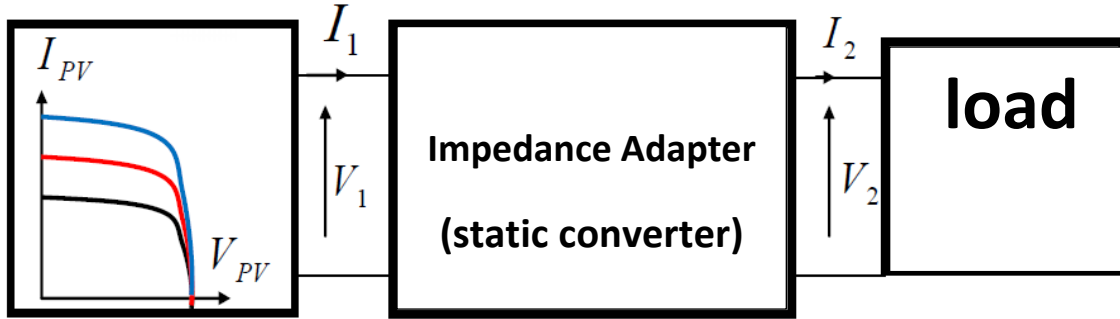 I_PV
V_PV
I_1
V_1
Impedance Adapter
(static converter)
I_2
V_2
load